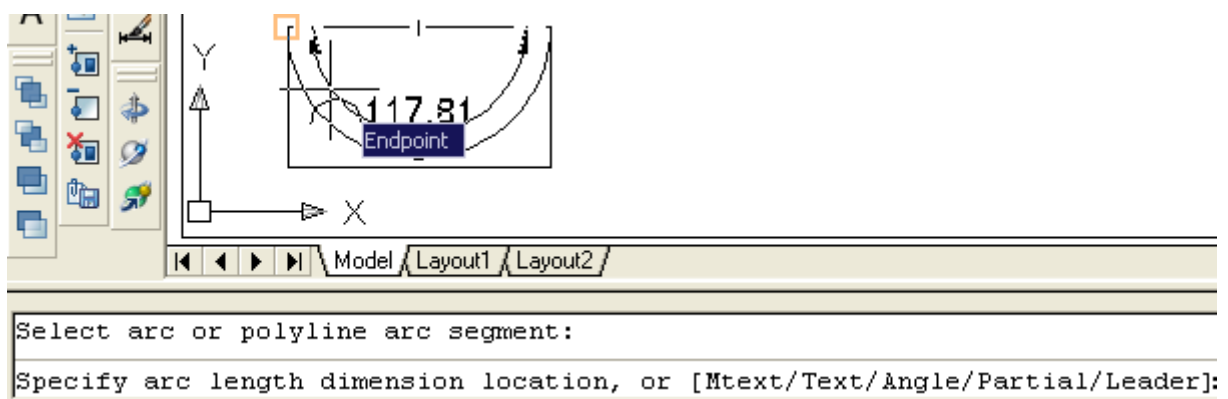 A
Y
117.81
Endpoint
X
Model Layout1 Layout2
Select arc or polyline arc segment:
Specify arc length dimension location, or [Mtext/Text/Angle/Partial/Leader]: